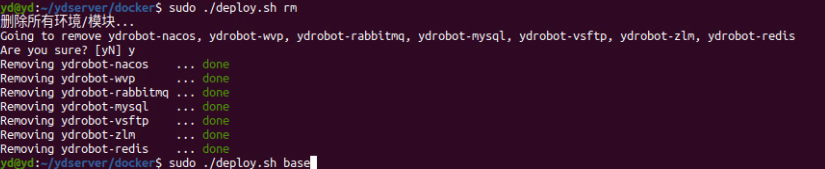 yd@yd:~/ydserver/docker$ sudo ./deploy.sh rm
删除所有环境/模块...
Going to remove ydrobot-nacos, ydrobot-wvp, ydrobot-rabbitmq, ydrobot-mysql, ydrobot-vsftp, ydrobot-zlm, ydrobot-redis
Are you sure? [yN] y
Removing ydrobot-nacos    ... done
Removing ydrobot-wvp      ... done
Removing ydrobot-rabbitmq ... done
Removing ydrobot-mysql    ... done
Removing ydrobot-vsftp    ... done
Removing ydrobot-zlm      ... done
Removing ydrobot-redis    ... done
yd@yd:~/ydserver/docker$ sudo ./deploy.sh base